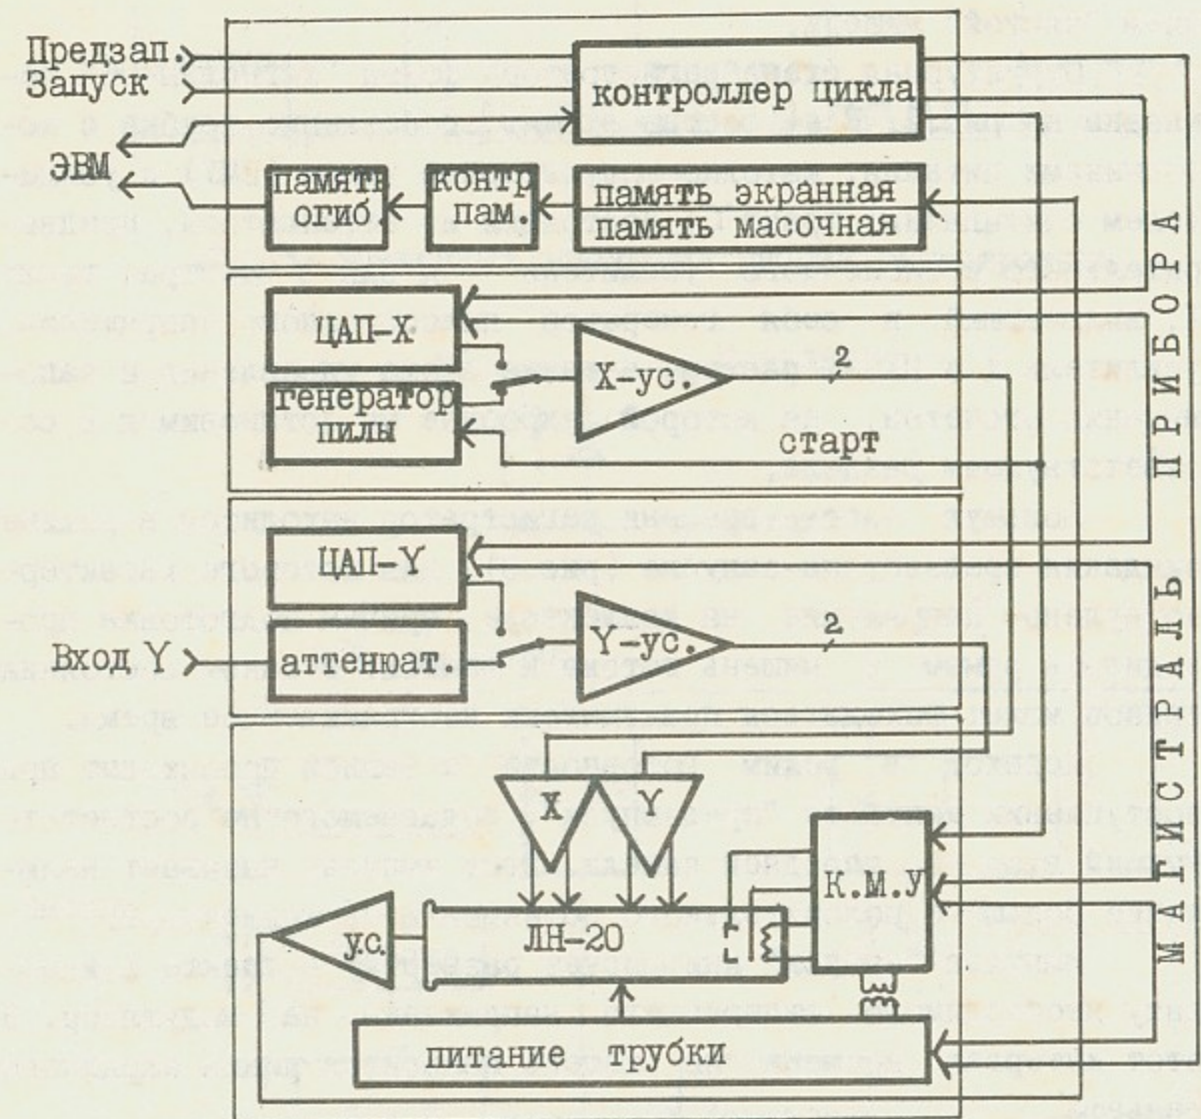 Предзап.
Запуск
ЭВМ
контроллер цикла
память
огиб
контр
пам.
память экранная
память масочная
ЦАП-X
генератор
пилы
X-ус.
2
старт
ЦАП-Y
аттенюат.
Вход Y
Y-ус.
2
МАГИСТРАЛЬ ПРИБОРА
X
Y
К.М.У
ус.
ЛН-20
питание трубки